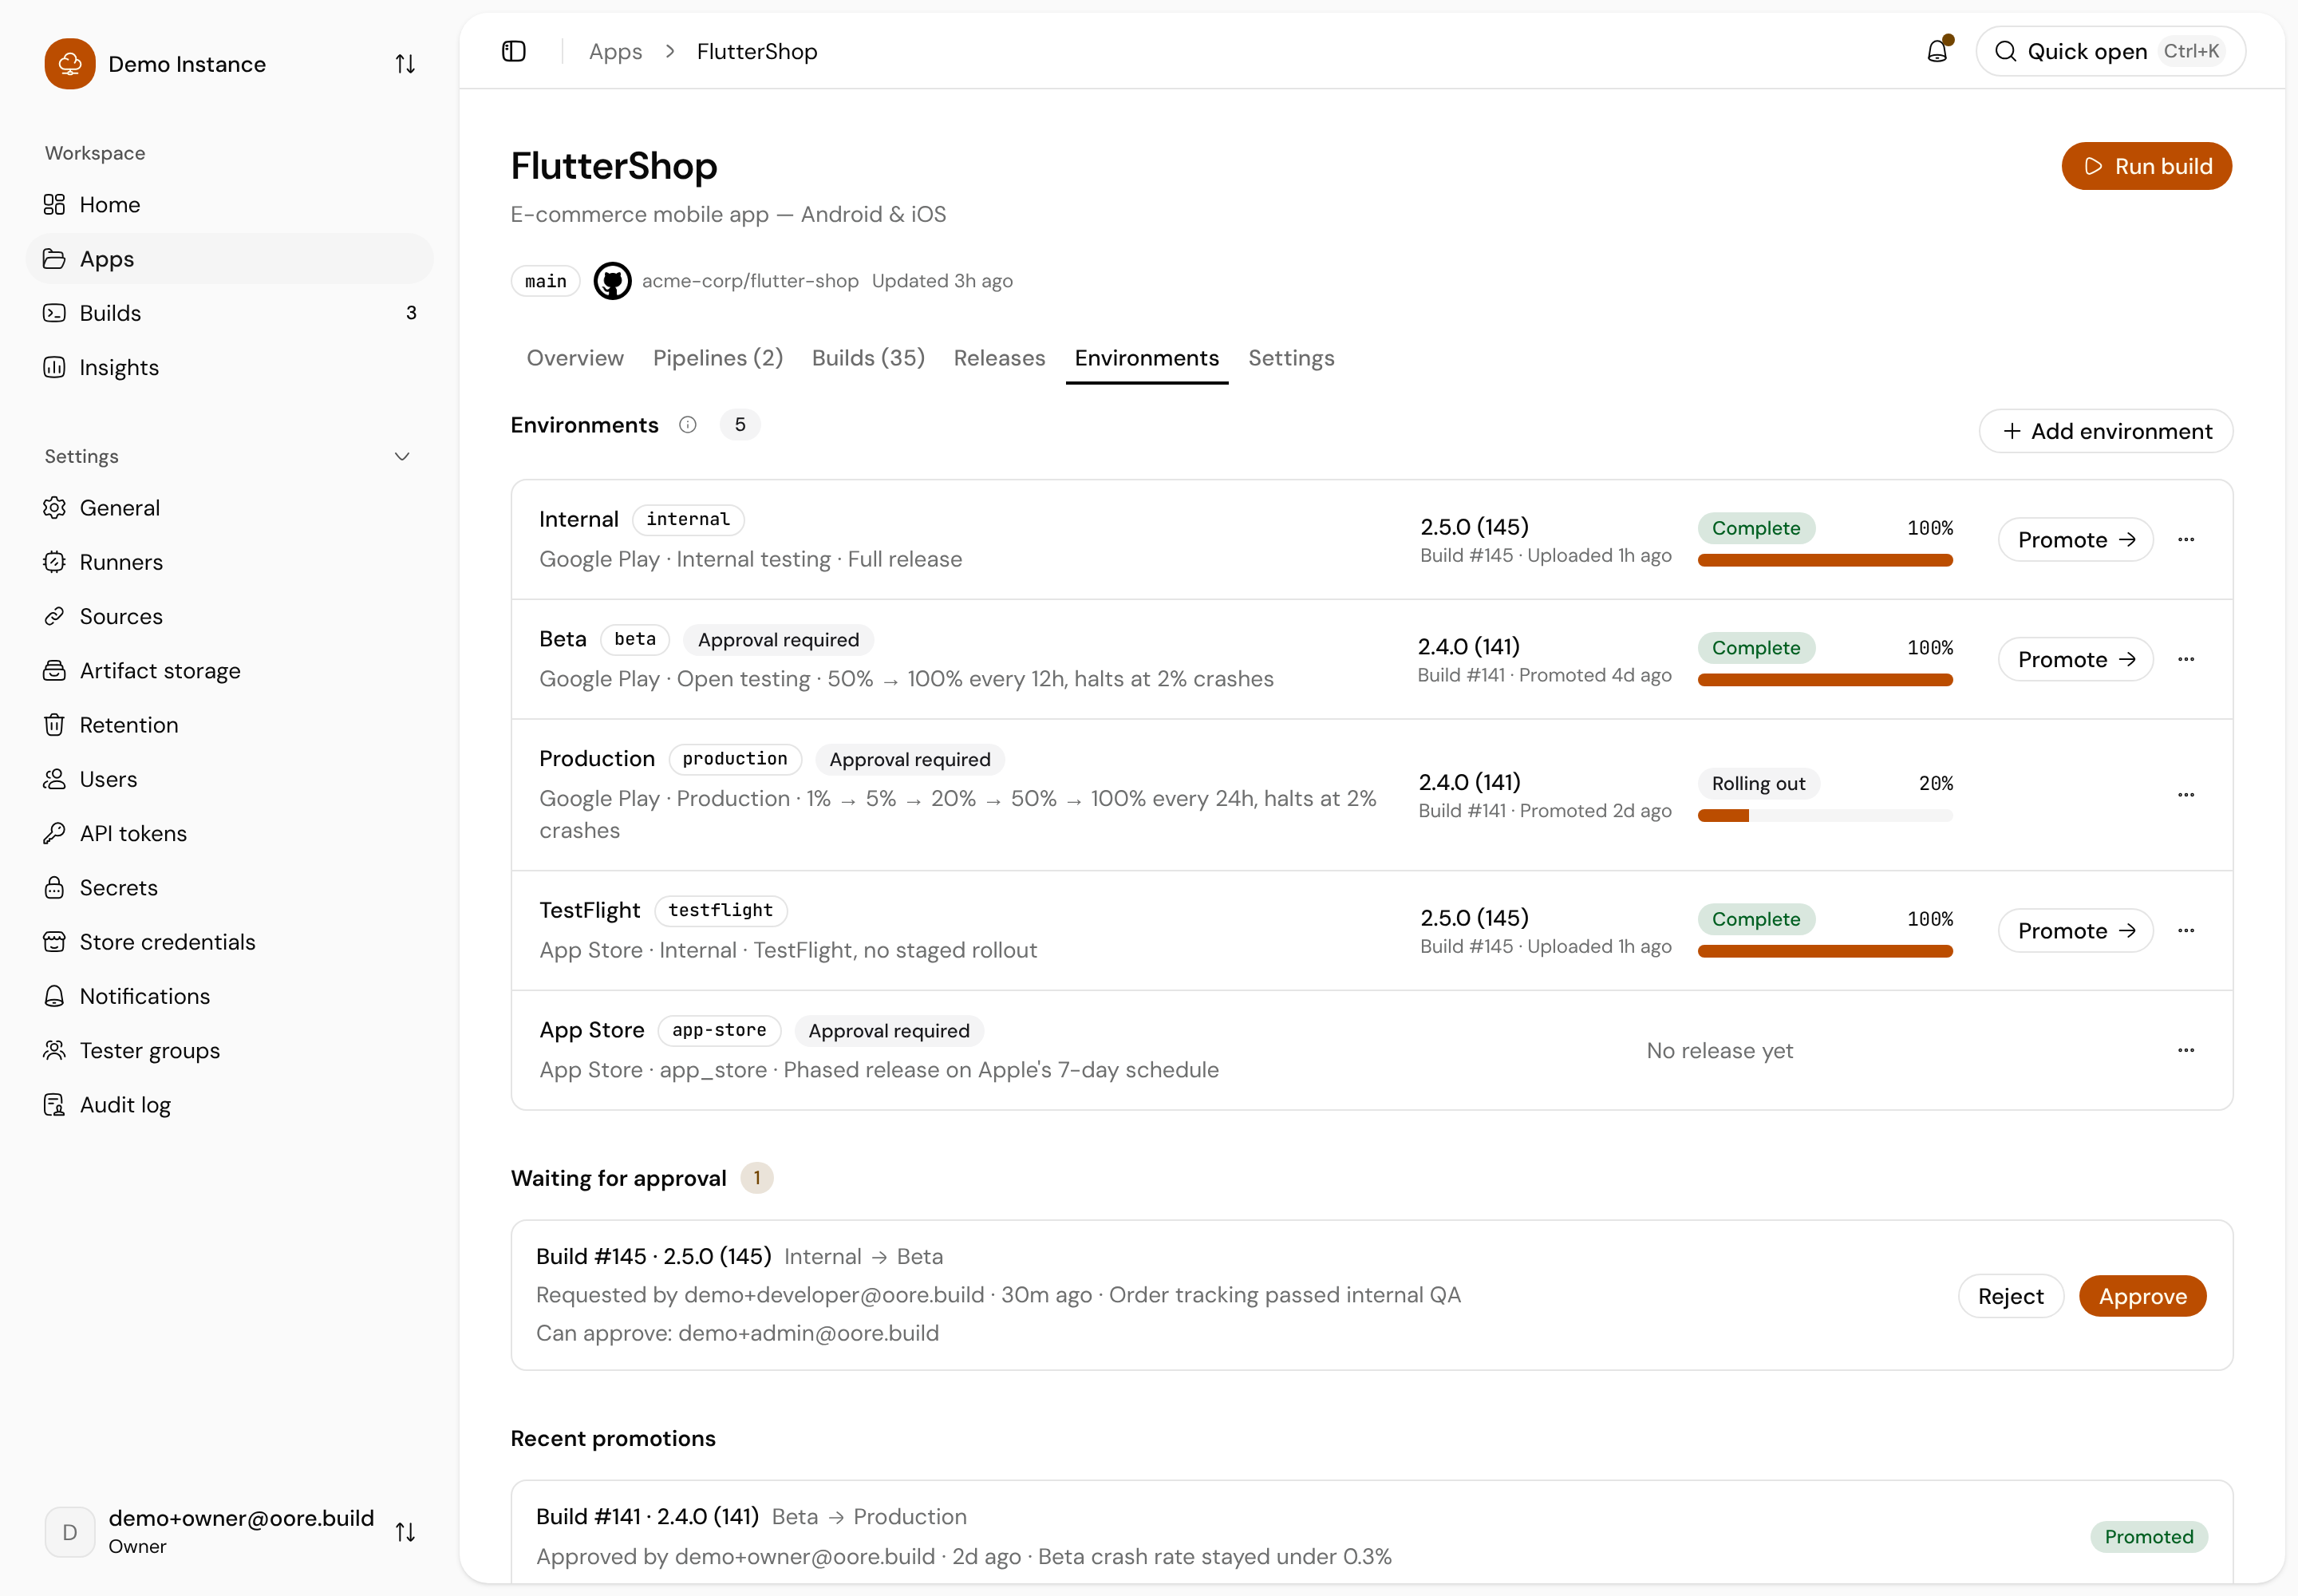 Demo Instance
Workspace
Home
Apps
Builds 3
Insights
Settings
General
Runners
Sources
Artifact storage
Retention
Users
API tokens
Secrets
Store credentials
Notifications
Tester groups
Audit log
D
demo+owner@oore.build
Owner
Apps > FlutterShop
Quick open Ctrl+K
FlutterShop
E-commerce mobile app — Android & iOS
Run build
main acme-corp/flutter-shop Updated 3h ago
Overview Pipelines (2) Builds (35) Releases Environments Settings
Environments 5
+ Add environment
Internal internal
Google Play · Internal testing · Full release
2.5.0 (145)
Build #145 · Uploaded 1h ago
Complete 100%
Promote →
Beta beta Approval required
Google Play · Open testing · 50% → 100% every 12h, halts at 2% crashes
2.4.0 (141)
Build #141 · Promoted 4d ago
Complete 100%
Promote →
Production production Approval required
Google Play · Production · 1% → 5% → 20% → 50% → 100% every 24h, halts at 2%
crashes
2.4.0 (141)
Build #141 · Promoted 2d ago
Rolling out 20%
TestFlight testflight
App Store · Internal · TestFlight, no staged rollout
2.5.0 (145)
Build #145 · Uploaded 1h ago
Complete 100%
Promote →
App Store app-store Approval required
App Store · app_store · Phased release on Apple's 7-day schedule
No release yet
Waiting for approval 1
Build #145 · 2.5.0 (145) Internal → Beta
Requested by demo+developer@oore.build · 30m ago · Order tracking passed internal QA
Can approve: demo+admin@oore.build
Reject Approve
Recent promotions
Build #141 · 2.4.0 (141) Beta → Production
Approved by demo+owner@oore.build · 2d ago · Beta crash rate stayed under 0.3%
Promoted